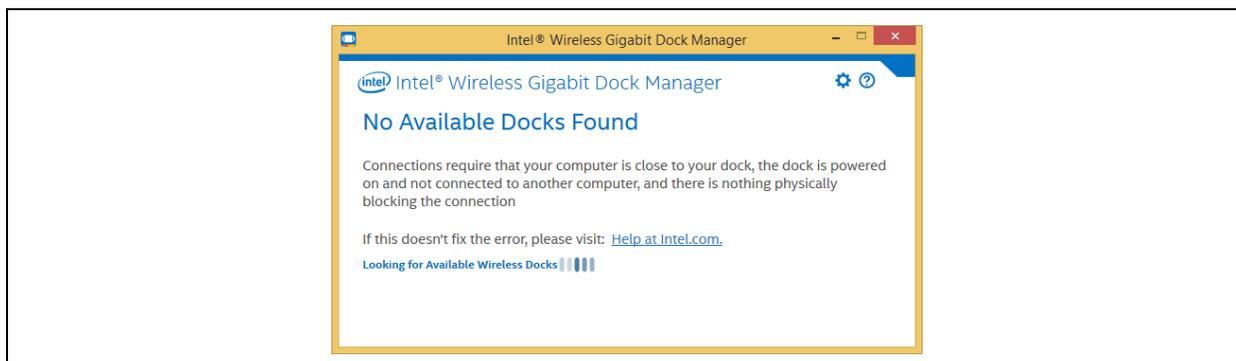 Intel® Wireless Gigabit Dock Manager
intel Intel® Wireless Gigabit Dock Manager
No Available Docks Found
Connections require that your computer is close to your dock, the dock is powered
on and not connected to another computer, and there is nothing physically
blocking the connection
If this doesn't fix the error, please visit: Help at Intel.com.
Looking for Available Wireless Docks